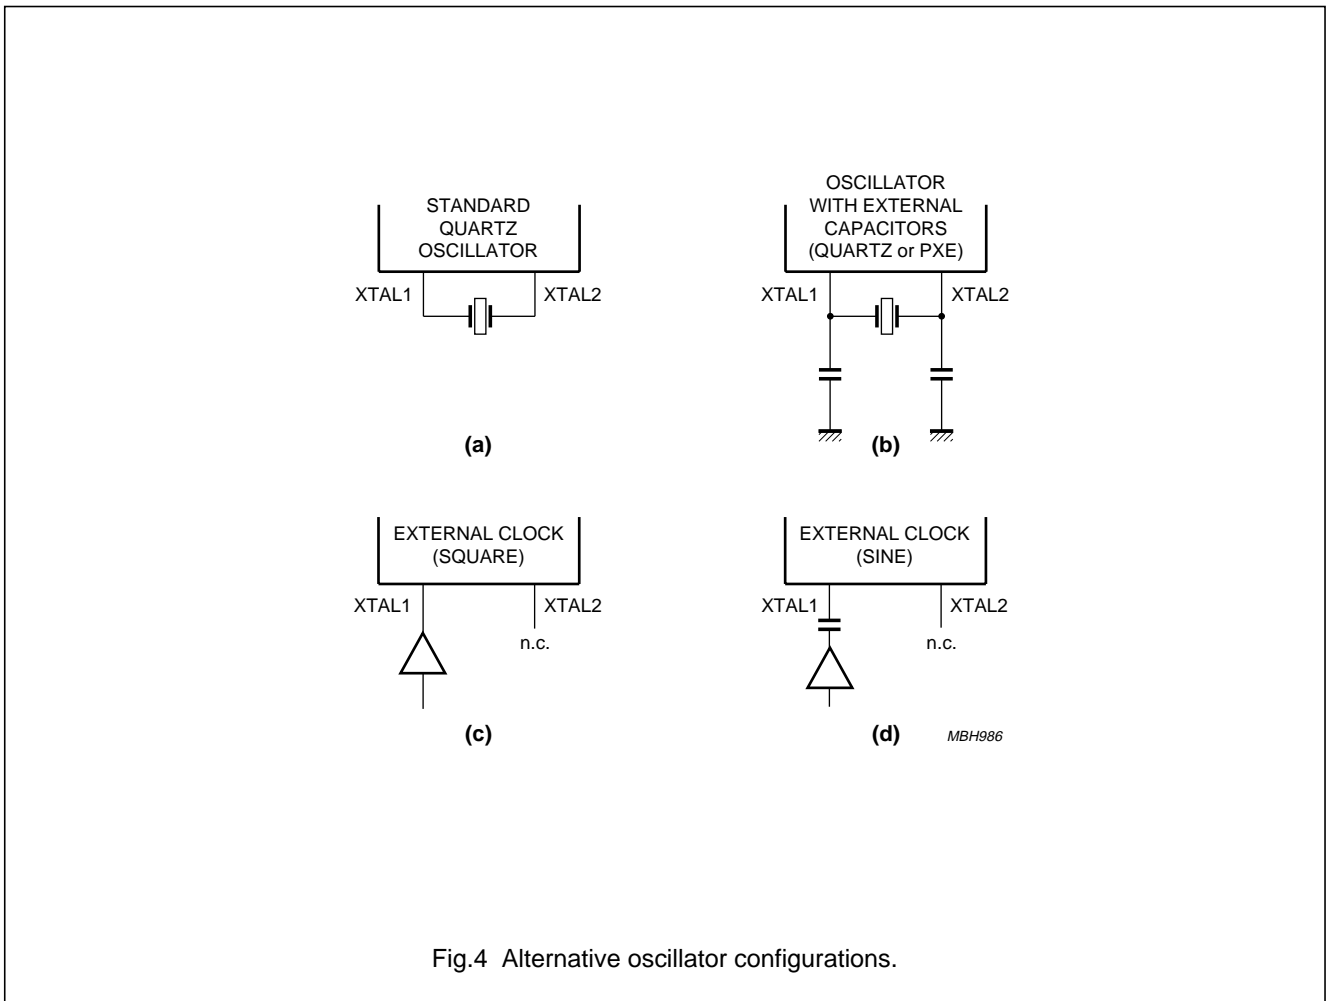 STANDARD
QUARTZ
OSCILLATOR
XTAL1
XTAL2
(a)
OSCILLATOR
WITH EXTERNAL
CAPACITORS
(QUARTZ or PXE)
XTAL1
XTAL2
(b)
EXTERNAL CLOCK
(SQUARE)
XTAL1
XTAL2
n.c.
(c)
EXTERNAL CLOCK
(SINE)
XTAL1
XTAL2
n.c.
(d)
MBH986
Fig.4 Alternative oscillator configurations.